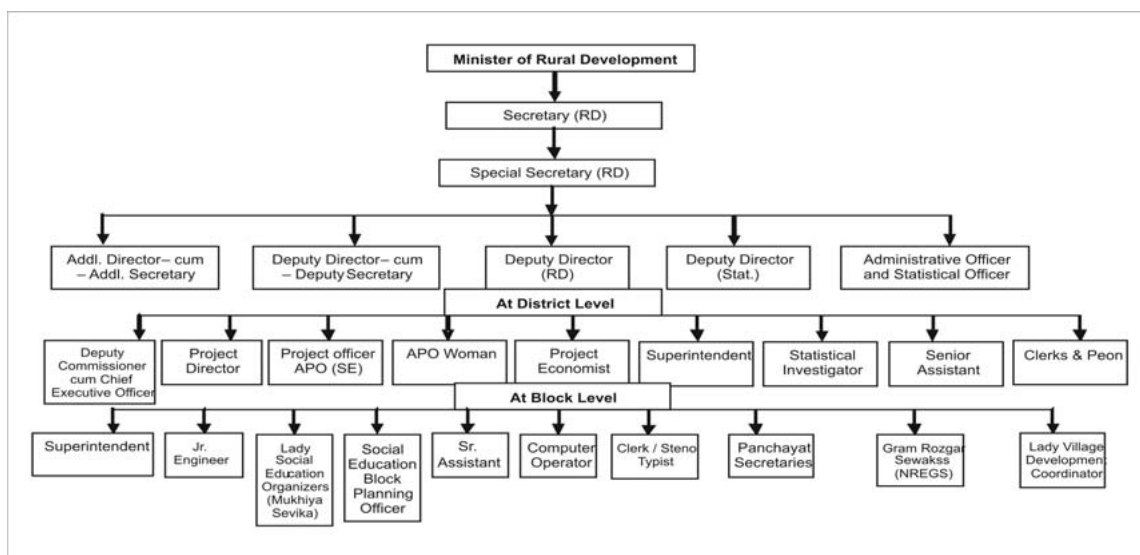 Minister of Rural Development
Secretary (RD)
Special Secretary (RD)
Addl. Director– cum
– Addl. Secretary
Deputy Director– cum
– Deputy Secretary
Deputy Director
(RD)
Deputy Director
(Stat.)
Administrative Officer
and Statistical Officer
At District Level
Deputy
Commissioner
cum Chief
Executive Officer
Project
Director
Project officer
APO (SE)
APO Woman
Project
Economist
Superintendent
Statistical
Investigator
Senior
Assistant
Clerks & Peon
At Block Level
Superintendent
Jr.
Engineer
Lady
Social
Education
Organizers
(Mukhiya
Sevika)
Social
Education
Block
Planning
Officer
Sr.
Assistant
Computer
Operator
Clerk / Steno
Typist
Panchayat
Secretaries
Gram Rozgar
Sewakss
(NREGS)
Lady Village
Development
Coordinator